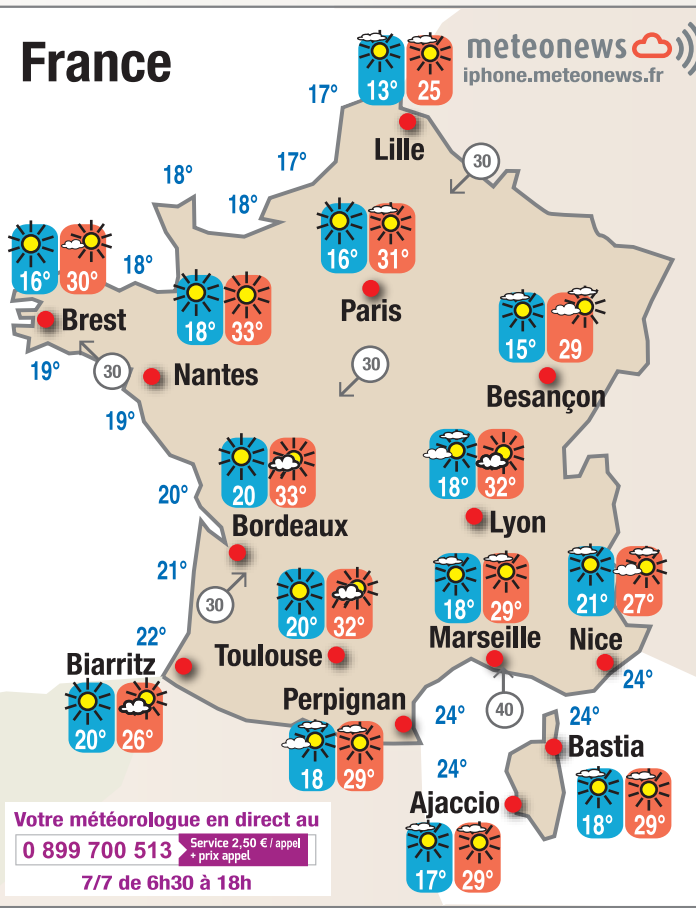 France
meteonews
iphone.meteonews.fr
13° 25
17°
Lille
17°
30
18°
18°
16° 31°
Paris
16° 30°
18°
18° 33°
Brest
15° 29
Besançon
19°
30
Nantes
30
19°
20 33°
Bordeaux
18° 32°
Lyon
20°
21°
30
20° 32°
Toulouse
18° 29°
Marseille
21° 27°
Nice
22°
Biarritz
20° 26°
24°
Perpignan
24°
40
24°
18 29°
Bastia
24°
18° 29°
Ajaccio
17° 29°
Votre météorologue en direct au
0 899 700 513 Service 2,50 € / appel
+ prix appel
7/7 de 6h30 à 18h